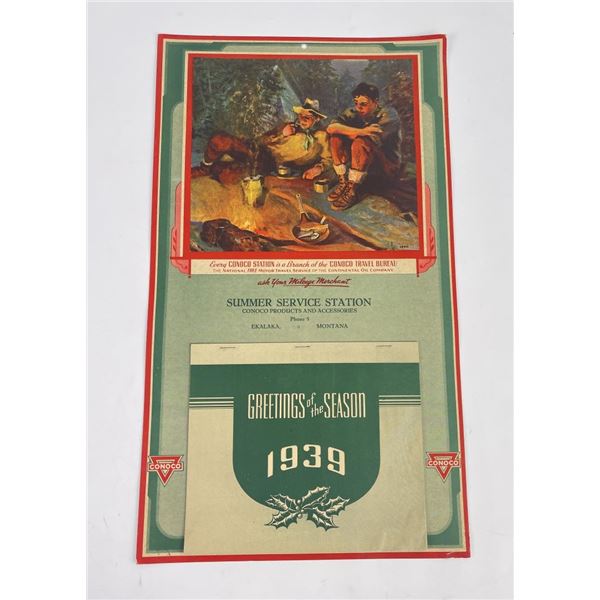 Every CONOCO STATION is a Branch of the CONOCO TRAVEL BUREAU
THE NATIONAL FREE MOTOR TRAVEL SERVICE OF THE CONTINENTAL OIL COMPANY
ask Your Mileage Merchant
SUMMER SERVICE STATION
CONOCO PRODUCTS AND ACCESSORIES
Phone 5
EKALAKA, MONTANA
GREETINGS of the SEASON
1939
CONOCO
CONOCO